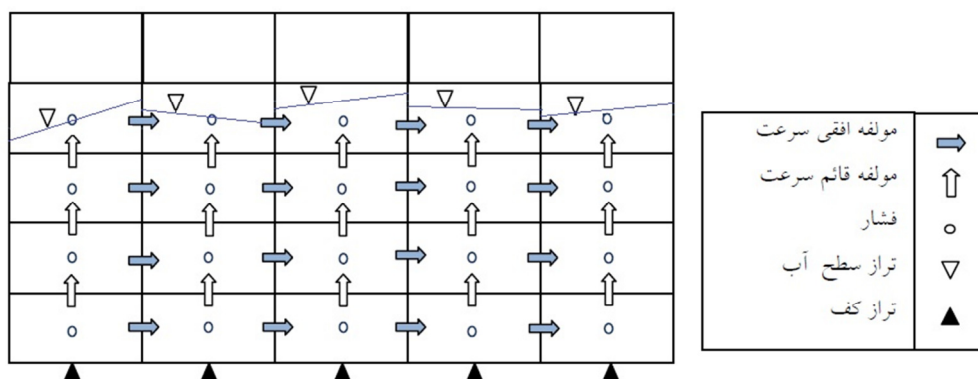 مولفه افقی سرعت
مولفه قائم سرعت
فشار
تراز سطح آب
تراز کف